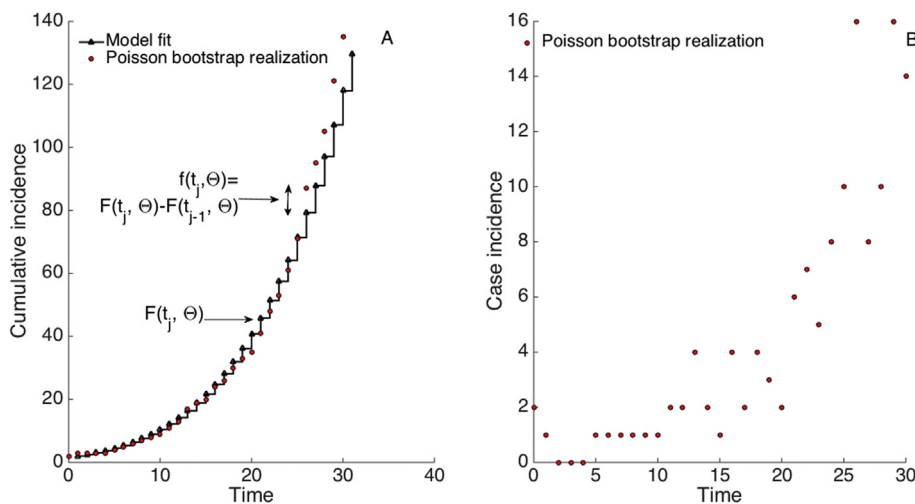 A
Model fit
Poisson bootstrap realization
140
120
100
80
60
40
20
0
Cumulative incidence
f(t_j,Θ)=
F(t_j, Θ)-F(t_{j-1}, Θ)
F(t_j, Θ)
0 10 20 30 40
Time
B
Poisson bootstrap realization
16
14
12
10
8
6
4
2
0
Case incidence
0 5 10 15 20 25 30
Time